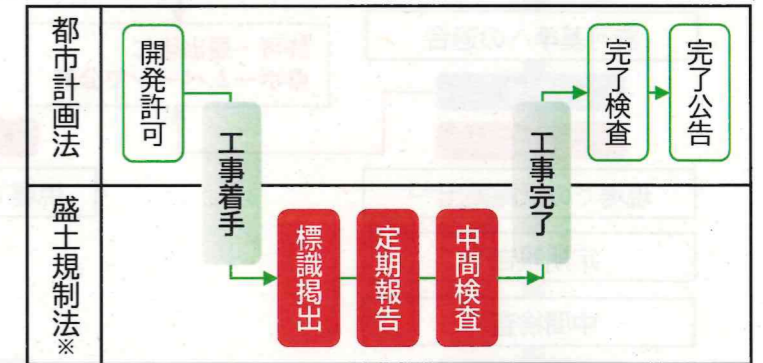 都市計画法
開発許可
工事着手
工事完了
完了検査
完了公告
盛土規制法※
標識掲出
定期報告
中間検査